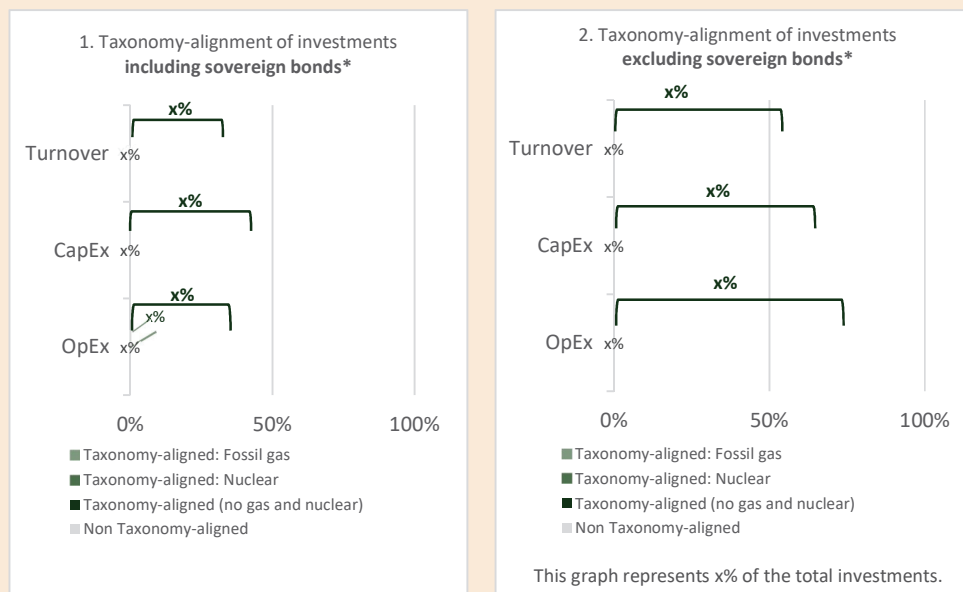 1. Taxonomy-alignment of investments
including sovereign bonds*
x%
Turnover x%
x%
CapEx x%
x%
x%
OpEx x%
0% 50% 100%
Taxonomy-aligned: Fossil gas
Taxonomy-aligned: Nuclear
Taxonomy-aligned (no gas and nuclear)
Non Taxonomy-aligned
2. Taxonomy-alignment of investments
excluding sovereign bonds*
x%
Turnover x%
x%
CapEx x%
x%
OpEx x%
0% 50% 100%
Taxonomy-aligned: Fossil gas
Taxonomy-aligned: Nuclear
Taxonomy-aligned (no gas and nuclear)
Non Taxonomy-aligned
This graph represents x% of the total investments.